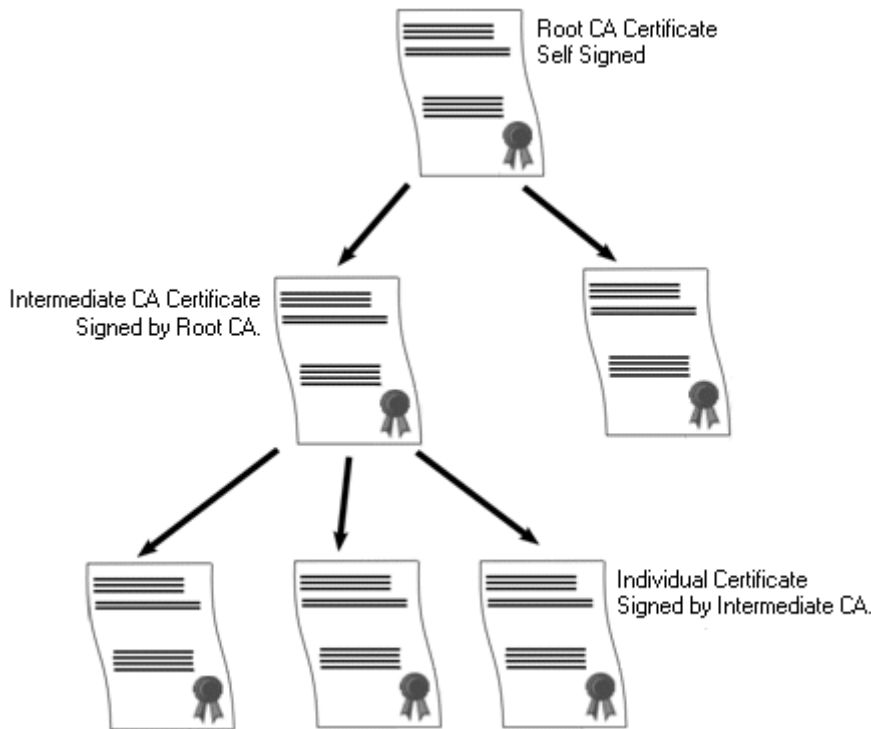 Root CA Certificate
Self Signed
Intermediate CA Certificate
Signed by Root CA.
Individual Certificate
Signed by Intermediate CA.